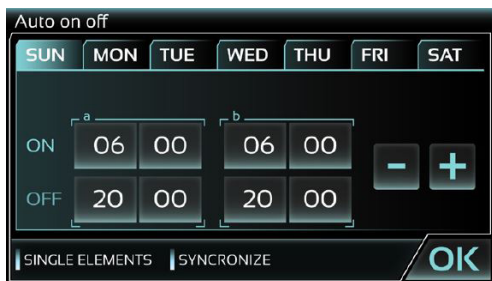 Auto on off
SUN MON TUE WED THU FRI SAT
a b
ON 06 00 06 00 - +
OFF 20 00 20 00
SINGLE ELEMENTS SYNCRONIZE OK